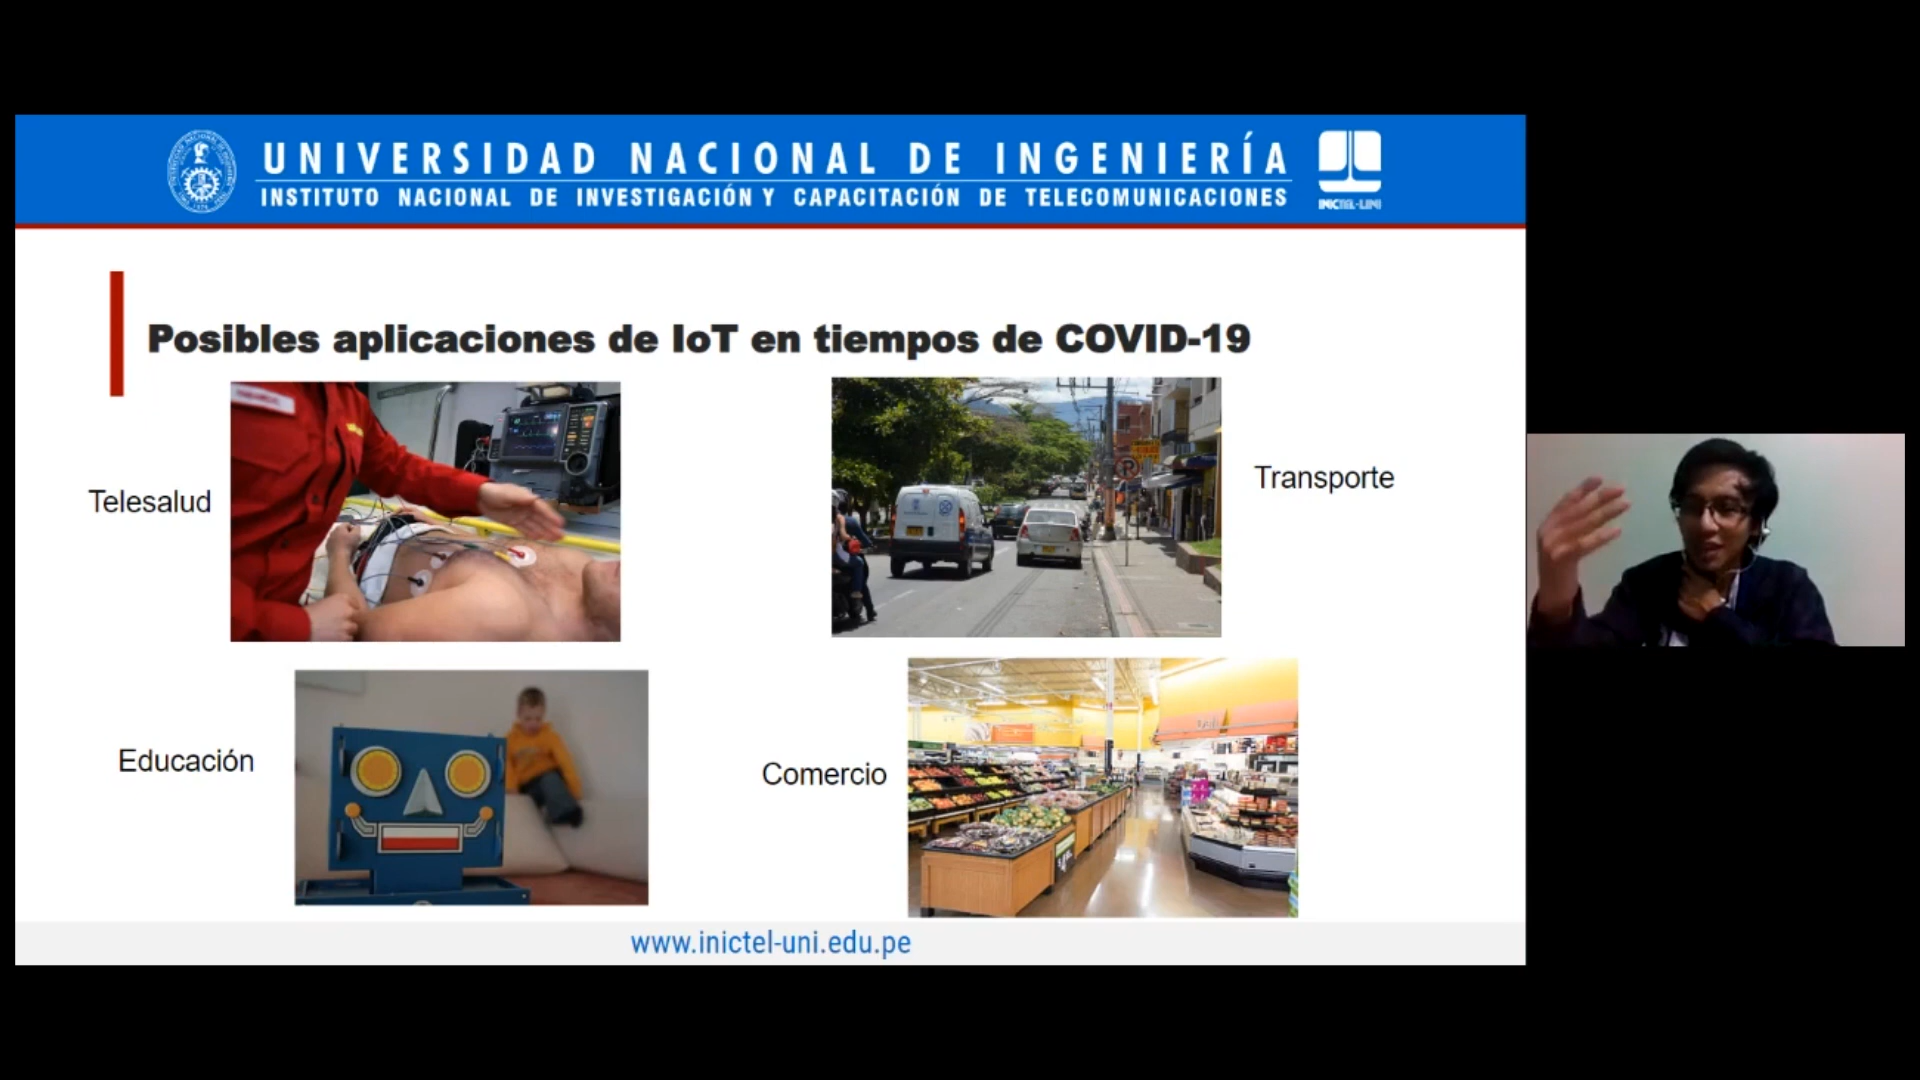 UNIVERSIDAD NACIONAL DE INGENIERÍA
INSTITUTO NACIONAL DE INVESTIGACIÓN Y CAPACITACIÓN DE TELECOMUNICACIONES
INICTEL-UNI
Posibles aplicaciones de IoT en tiempos de COVID-19
Telesalud
Transporte
Educación
Comercio
www.inictel-uni.edu.pe